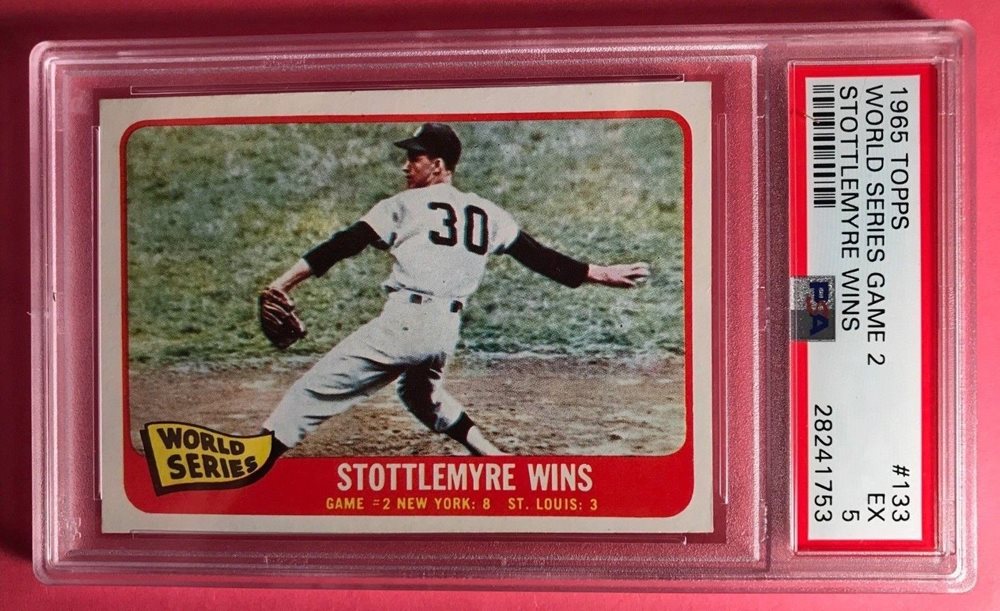 30
WORLD
SERIES
STOTTLEMYRE WINS
GAME #2 NEW YORK: 8 ST. LOUIS: 3
1965 TOPPS #133
WORLD SERIES GAME 2 EX
STOTTLEMYRE WINS 5
PSA
28241753